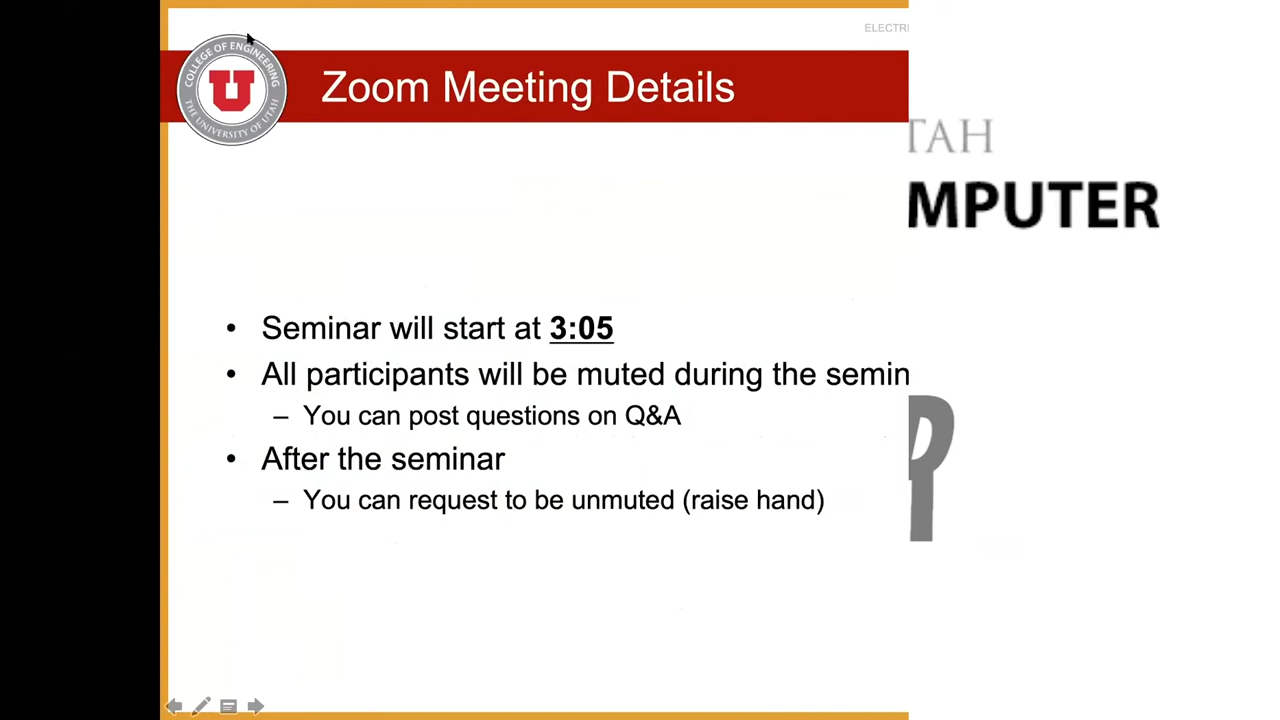 ELECTRI
COLLEGE OF ENGINEERING
THE UNIVERSITY OF UTAH
U
Zoom Meeting Details
TAH
MPUTER
• Seminar will start at 3:05
• All participants will be muted during the semin
– You can post questions on Q&A
• After the seminar
– You can request to be unmuted (raise hand)